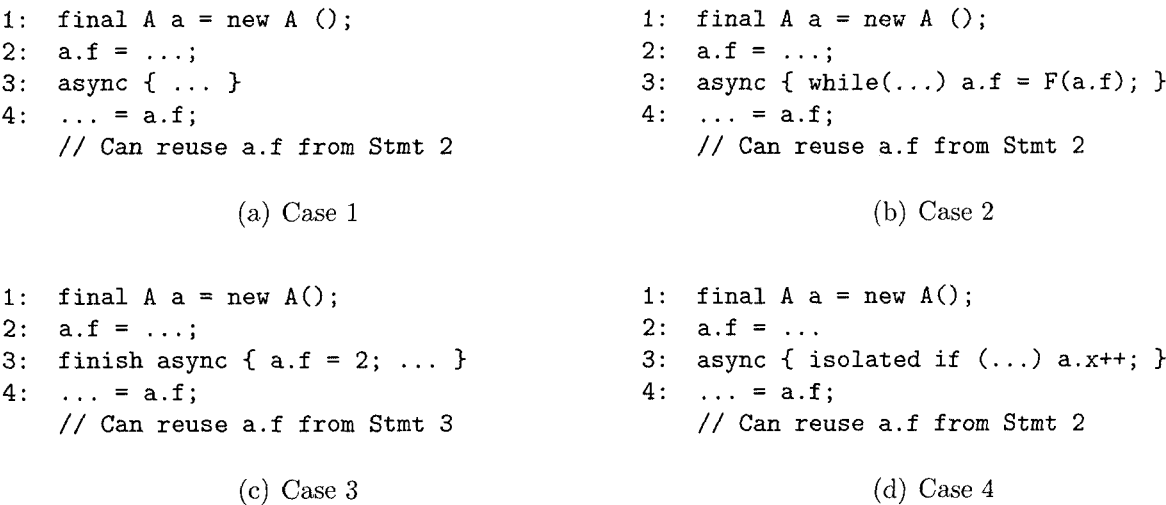 1: final A a = new A ();
2: a.f = ...;
3: async { ... }
4: ... = a.f;
// Can reuse a.f from Stmt 2
(a) Case 1
1: final A a = new A ();
2: a.f = ...;
3: async { while(...) a.f = F(a.f); }
4: ... = a.f;
// Can reuse a.f from Stmt 2
(b) Case 2
1: final A a = new A();
2: a.f = ...;
3: finish async { a.f = 2; ... }
4: ... = a.f;
// Can reuse a.f from Stmt 3
(c) Case 3
1: final A a = new A();
2: a.f = ...
3: async { isolated if (...) a.x++; }
4: ... = a.f;
// Can reuse a.f from Stmt 2
(d) Case 4